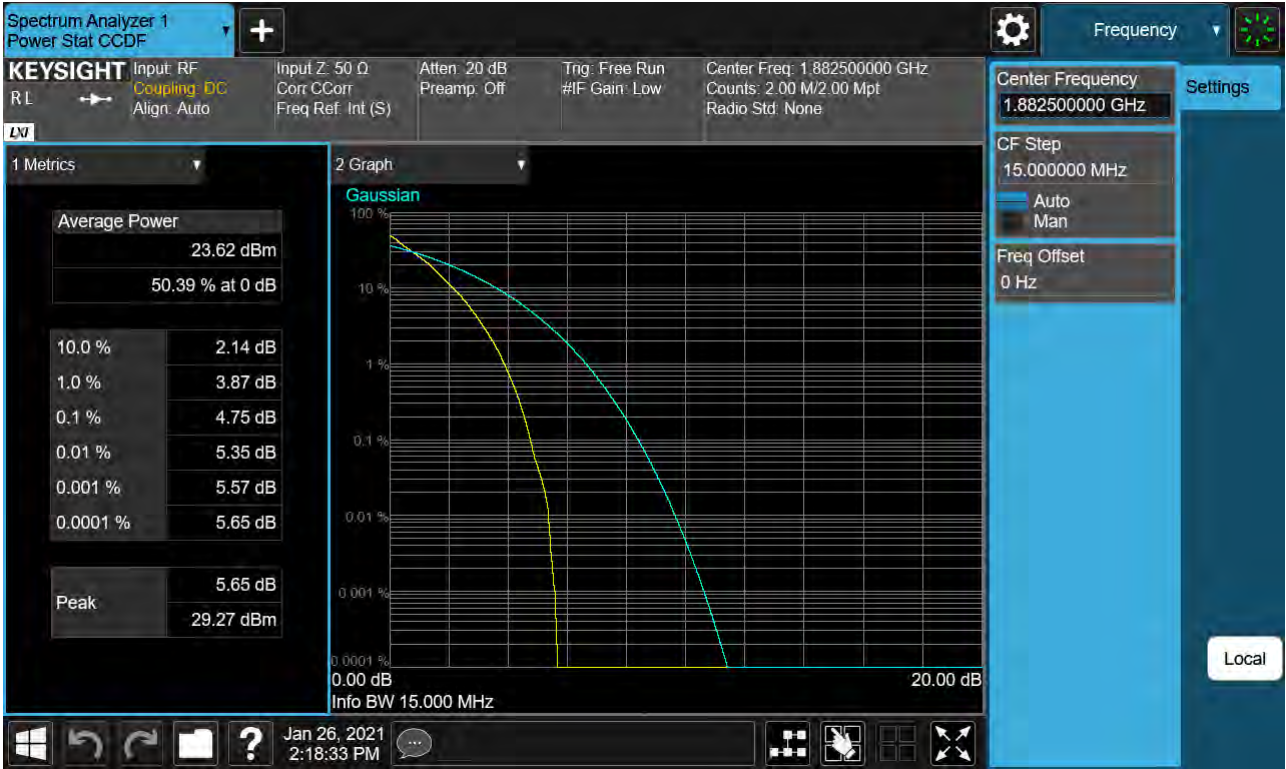 Spectrum Analyzer 1
Power Stat CCDF
Frequency
KEYSIGHT
R L
LXI
Input: RF
Coupling: DC
Align: Auto
Input Z: 50 Ω
Corr CCorr
Freq Ref: Int (S)
Atten: 20 dB
Preamp: Off
Trig: Free Run
#IF Gain: Low
Center Freq: 1.882500000 GHz
Counts: 2.00 M/2.00 Mpt
Radio Std: None
Center Frequency
1.882500000 GHz
CF Step
15.000000 MHz
Auto
Man
Freq Offset
0 Hz
Settings
Local
1 Metrics
Average Power
23.62 dBm
50.39 % at 0 dB
10.0 % 2.14 dB
1.0 % 3.87 dB
0.1 % 4.75 dB
0.01 % 5.35 dB
0.001 % 5.57 dB
0.0001 % 5.65 dB
Peak
5.65 dB
29.27 dBm
2 Graph
Gaussian
100 %
10 %
1 %
0.1 %
0.01 %
0.001 %
0.0001 %
0.00 dB 20.00 dB
Info BW 15.000 MHz
Jan 26, 2021
2:18:33 PM